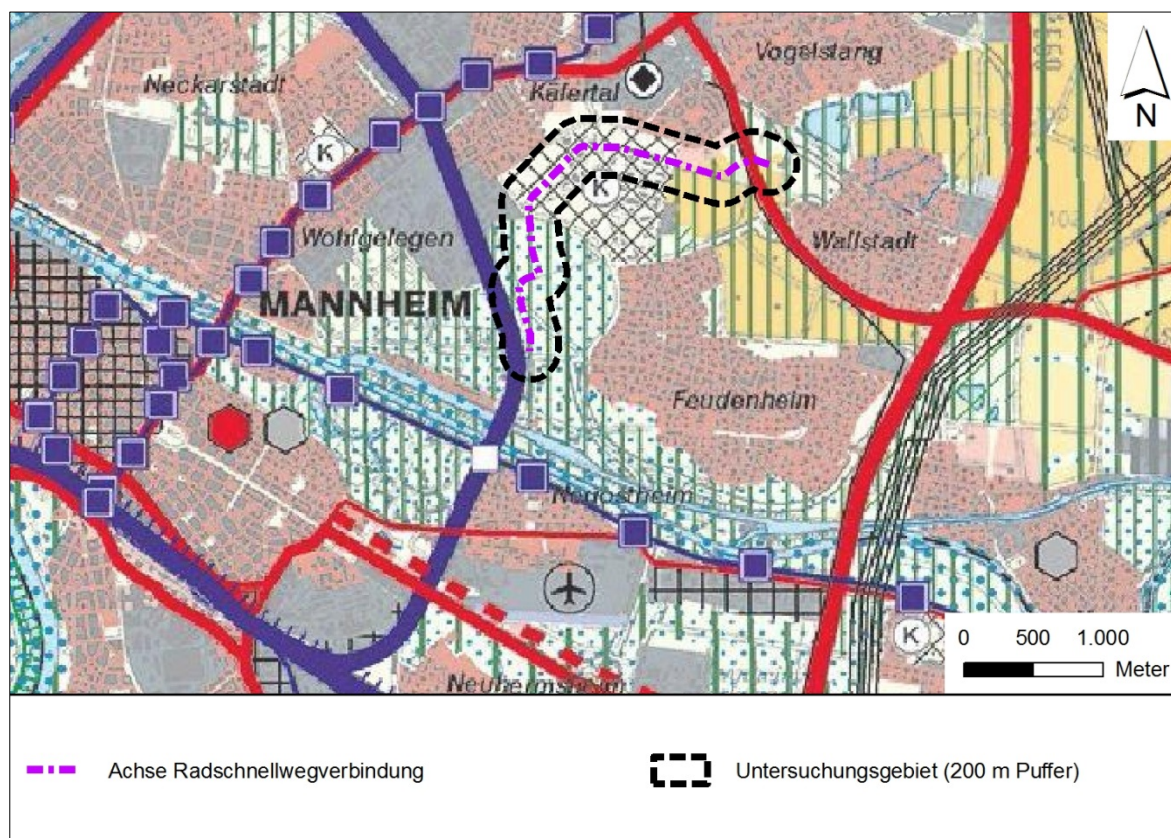 Vogelstang
Neckarstadt
Käfertal
N
K
K
Wohlgelegen
Wallstadt
MANNHEIM
Feudenheim
Neuostheim
K
0 500 1.000
Meter
Neuhermsheim
Achse Radschnellwegverbindung
Untersuchungsgebiet (200 m Puffer)